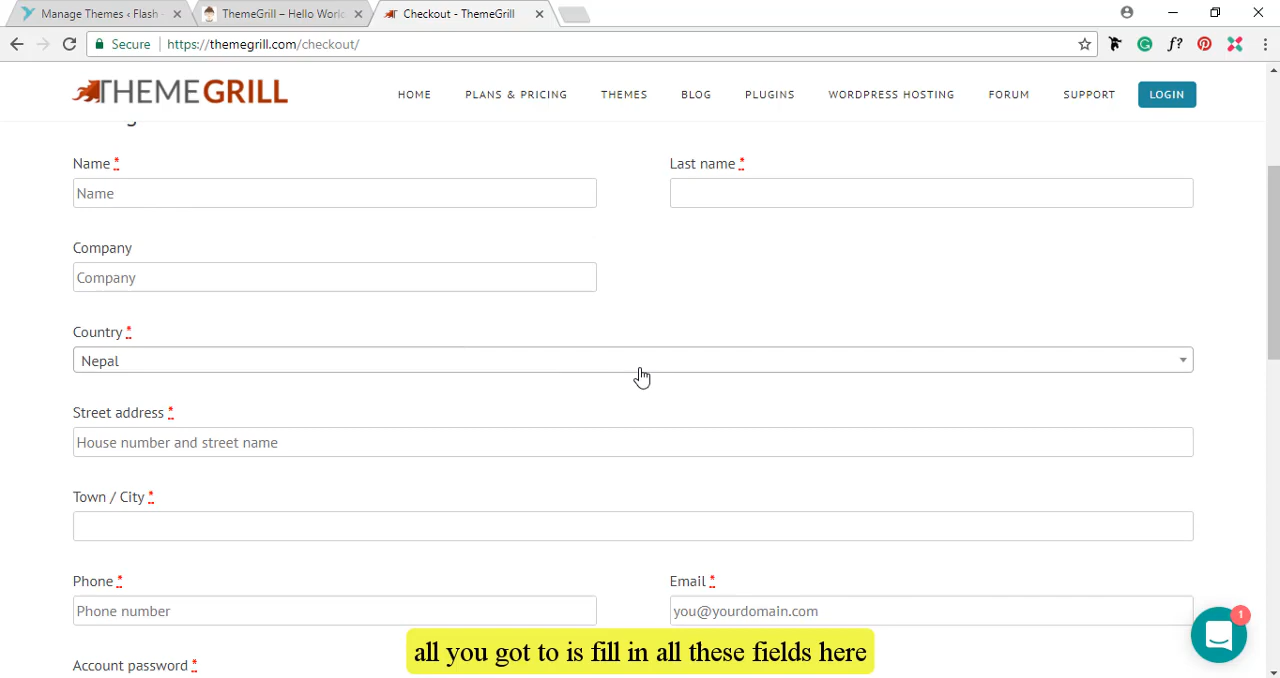 Manage Themes ‹ Flash
ThemeGrill – Hello Work
Checkout - ThemeGrill
Secure
https://themegrill.com/checkout/
f?
THEMEGRILL
HOME
PLANS & PRICING
THEMES
BLOG
PLUGINS
WORDPRESS HOSTING
FORUM
SUPPORT
LOGIN
Name *
Last name *
Name
Company
Company
Country *
Nepal
Street address *
House number and street name
Town / City *
Phone *
Email *
Phone number
you@yourdomain.com
1
all you got to is fill in all these fields here
Account password *